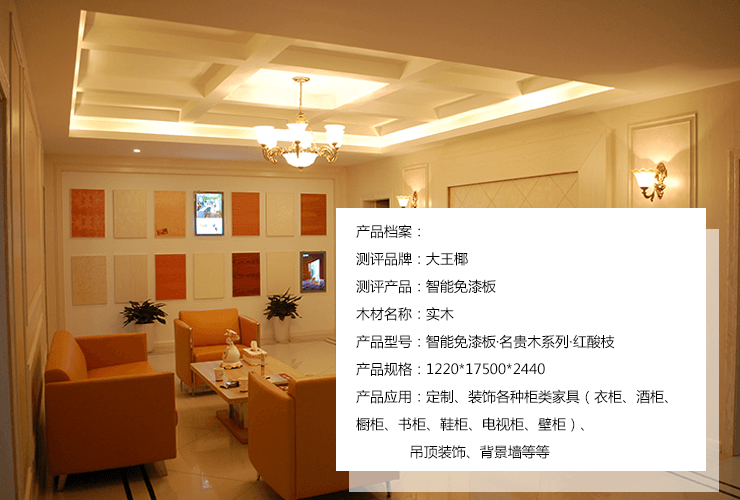 产品档案：
测评品牌：大王椰
测评产品：智能免漆板
木材名称：实木
产品型号：智能免漆板·名贵木系列·红酸枝
产品规格：1220*17500*2440
产品应用：定制、装饰各种柜类家具（衣柜、酒柜、
橱柜、书柜、鞋柜、电视柜、壁柜）、
吊顶装饰、背景墙等等